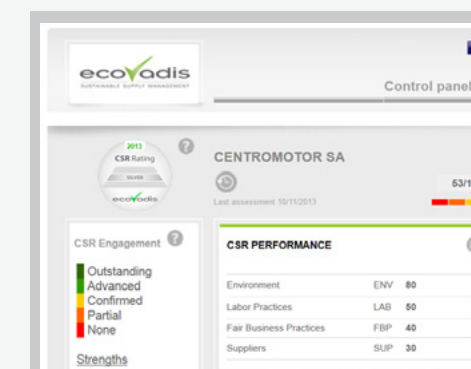 ecovadis
SUSTAINABLE SUPPLY MANAGEMENT
Control panel
2013
CSR Rating
SILVER
ecovadis
CENTROMOTOR SA
Last assessment 10/11/2013
53/1
CSR Engagement
Outstanding
Advanced
Confirmed
Partial
None
Strengths
CSR PERFORMANCE
Environment ENV 80
Labor Practices LAB 50
Fair Business Practices FBP 40
Suppliers SUP 30